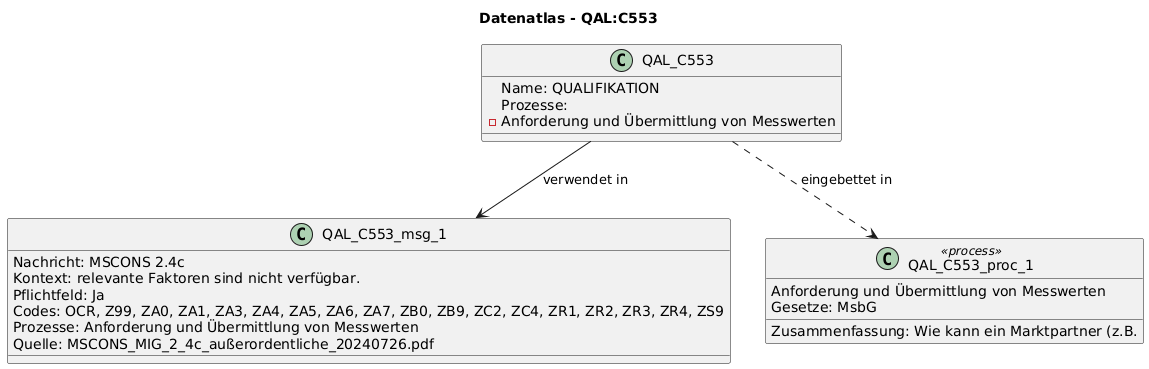 Datenatlas - QAL:C553
C QAL_C553
Name: QUALIFIKATION
Prozesse:
Anforderung und Übermittlung von Messwerten
verwendet in
eingebettet in
C QAL_C553_msg_1
Nachricht: MSCONS 2.4c
Kontext: relevante Faktoren sind nicht verfügbar.
Pflichtfeld: Ja
Codes: OCR, Z99, ZA0, ZA1, ZA3, ZA4, ZA5, ZA6, ZA7, ZB0, ZB9, ZC2, ZC4, ZR1, ZR2, ZR3, ZR4, ZS9
Prozesse: Anforderung und Übermittlung von Messwerten
Quelle: MSCONS_MIG_2_4c_außerordentliche_20240726.pdf
«process»
C QAL_C553_proc_1
Anforderung und Übermittlung von Messwerten
Gesetze: MsbG
Zusammenfassung: Wie kann ein Marktpartner (z.B.